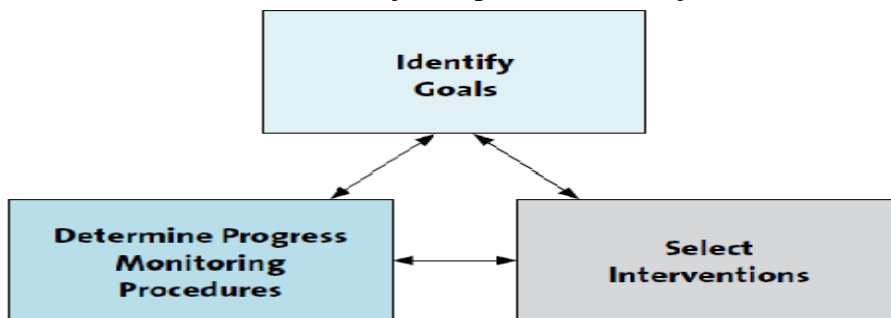 Identify
Goals
Determine Progress
Monitoring
Procedures
Select
Interventions